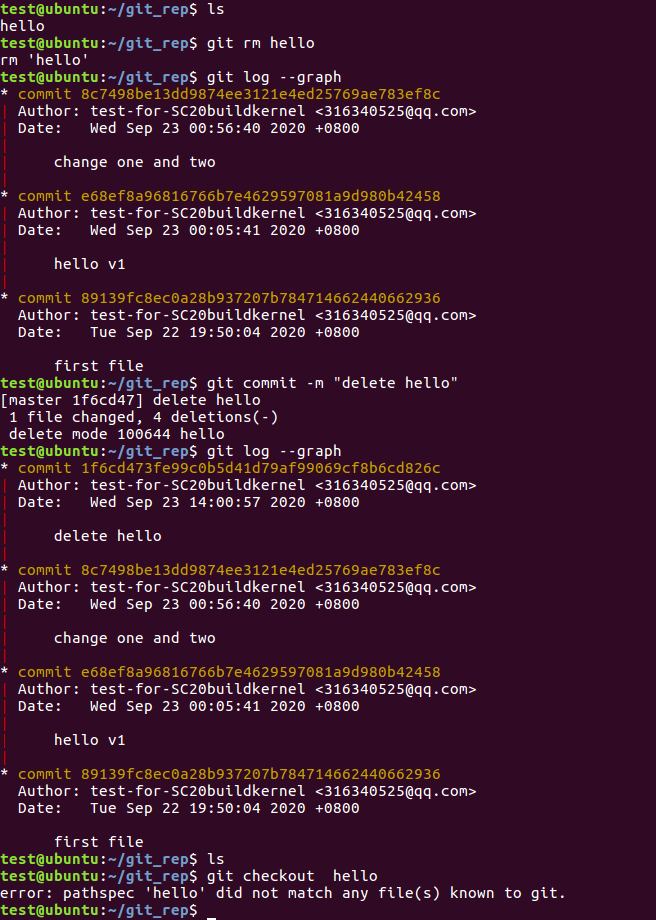 test@ubuntu:~/git_rep$ ls
hello
test@ubuntu:~/git_rep$ git rm hello
rm 'hello'
test@ubuntu:~/git_rep$ git log --graph
* commit 8c7498be13dd9874ee3121e4ed25769ae783ef8c
| Author: test-for-SC20buildkernel <316340525@qq.com>
| Date:   Wed Sep 23 00:56:40 2020 +0800
|
|     change one and two
|
* commit e68ef8a96816766b7e4629597081a9d980b42458
| Author: test-for-SC20buildkernel <316340525@qq.com>
| Date:   Wed Sep 23 00:05:41 2020 +0800
|
|     hello v1
|
* commit 89139fc8ec0a28b937207b784714662440662936
  Author: test-for-SC20buildkernel <316340525@qq.com>
  Date:   Tue Sep 22 19:50:04 2020 +0800

      first file
test@ubuntu:~/git_rep$ git commit -m "delete hello"
[master 1f6cd47] delete hello
 1 file changed, 4 deletions(-)
 delete mode 100644 hello
test@ubuntu:~/git_rep$ git log --graph
* commit 1f6cd473fe99c0b5d41d79af99069cf8b6cd826c
| Author: test-for-SC20buildkernel <316340525@qq.com>
| Date:   Wed Sep 23 14:00:57 2020 +0800
|
|     delete hello
|
* commit 8c7498be13dd9874ee3121e4ed25769ae783ef8c
| Author: test-for-SC20buildkernel <316340525@qq.com>
| Date:   Wed Sep 23 00:56:40 2020 +0800
|
|     change one and two
|
* commit e68ef8a96816766b7e4629597081a9d980b42458
| Author: test-for-SC20buildkernel <316340525@qq.com>
| Date:   Wed Sep 23 00:05:41 2020 +0800
|
|     hello v1
|
* commit 89139fc8ec0a28b937207b784714662440662936
  Author: test-for-SC20buildkernel <316340525@qq.com>
  Date:   Tue Sep 22 19:50:04 2020 +0800

      first file
test@ubuntu:~/git_rep$ ls
test@ubuntu:~/git_rep$ git checkout  hello
error: pathspec 'hello' did not match any file(s) known to git.
test@ubuntu:~/git_rep$